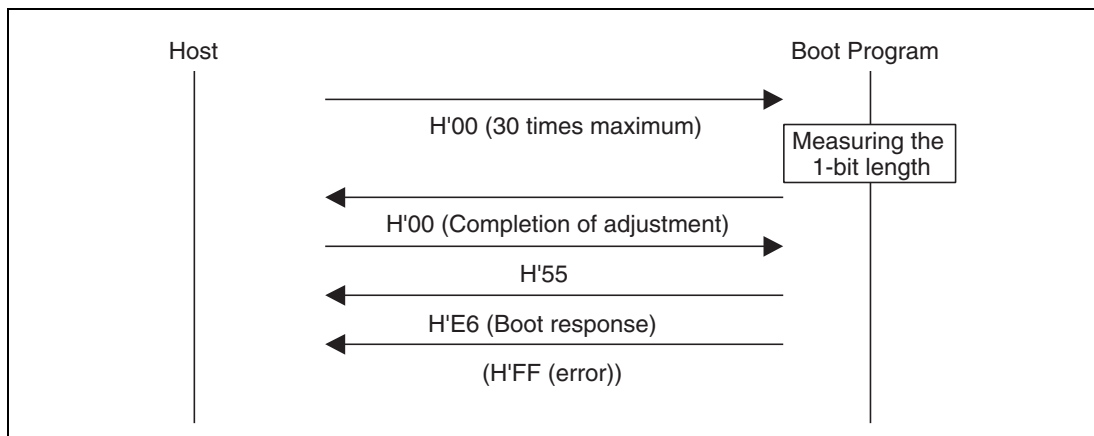 Host
Boot Program
H'00 (30 times maximum)
Measuring the
1-bit length
H'00 (Completion of adjustment)
H'55
H'E6 (Boot response)
(H'FF (error))